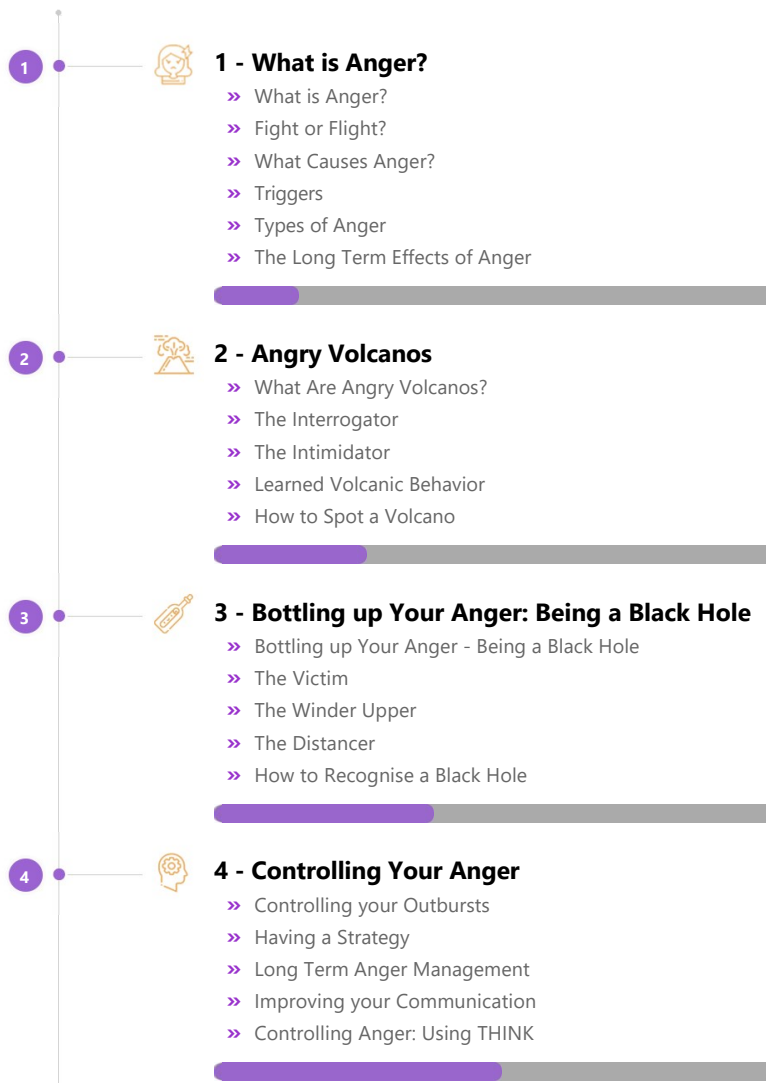 1
1 - What is Anger?
» What is Anger?
» Fight or Flight?
» What Causes Anger?
» Triggers
» Types of Anger
» The Long Term Effects of Anger
2
2 - Angry Volcanos
» What Are Angry Volcanos?
» The Interrogator
» The Intimidator
» Learned Volcanic Behavior
» How to Spot a Volcano
3
3 - Bottling up Your Anger: Being a Black Hole
» Bottling up Your Anger - Being a Black Hole
» The Victim
» The Winder Upper
» The Distancer
» How to Recognise a Black Hole
4
4 - Controlling Your Anger
» Controlling your Outbursts
» Having a Strategy
» Long Term Anger Management
» Improving your Communication
» Controlling Anger: Using THINK